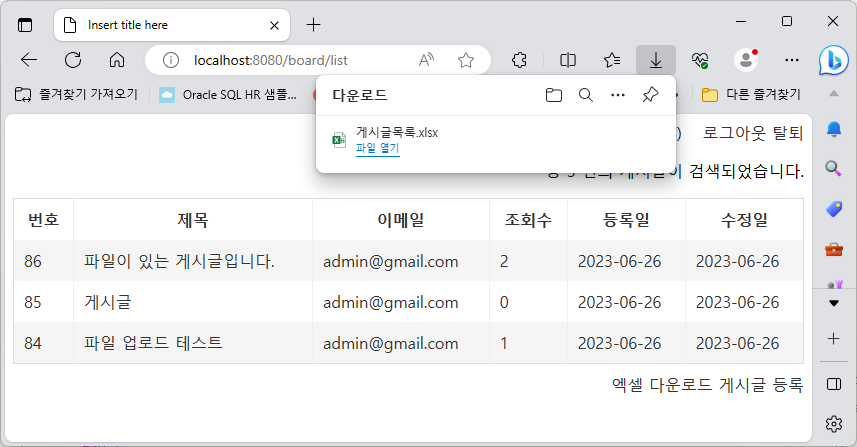 Insert title here
localhost:8080/board/list
즐겨찾기 가져오기
Oracle SQL HR 샘플...
다른 즐겨찾기
다운로드
게시글목록.xlsx
파일 열기
) 로그아웃 탈퇴
검색되었습니다.
번호 제목 이메일 조회수 등록일 수정일
86 파일이 있는 게시글입니다. admin@gmail.com 2 2023-06-26 2023-06-26
85 게시글 admin@gmail.com 0 2023-06-26 2023-06-26
84 파일 업로드 테스트 admin@gmail.com 1 2023-06-26 2023-06-26
엑셀 다운로드 게시글 등록